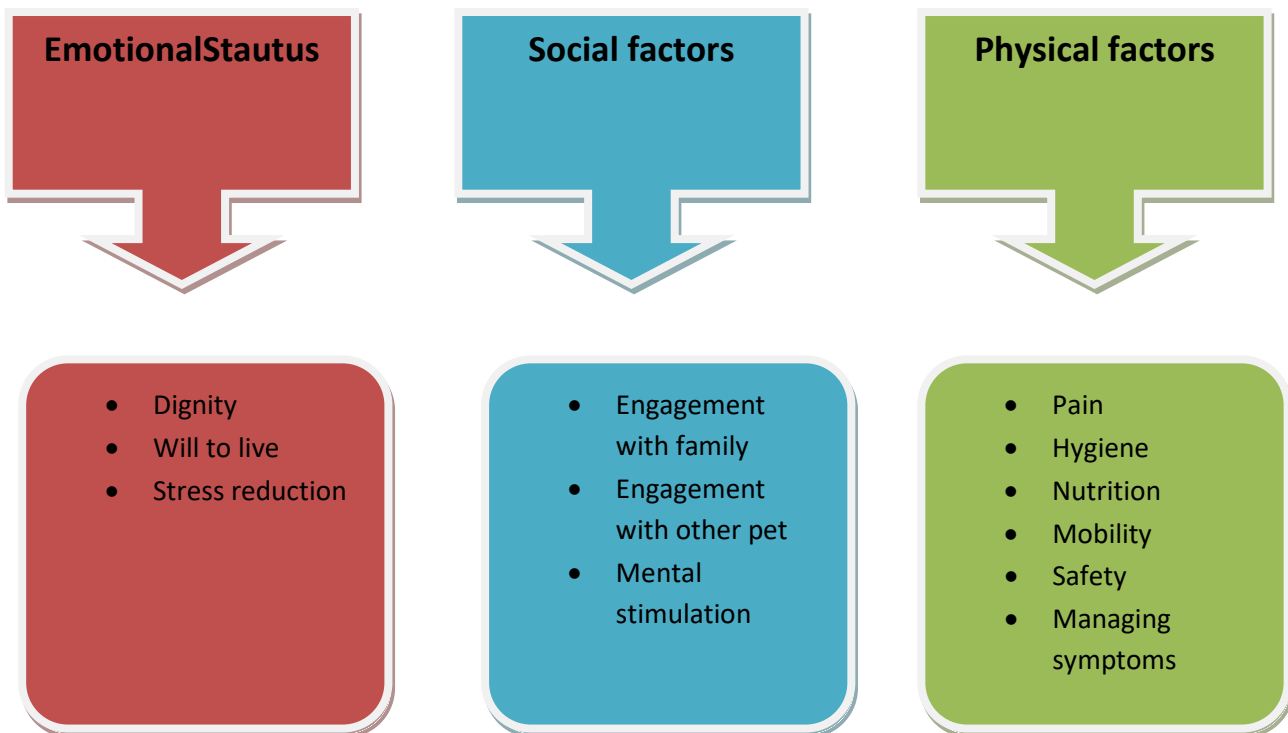 EmotionalStautus
Social factors
Physical factors
• Dignity
• Will to live
• Stress reduction
• Engagement
with family
• Engagement
with other pet
• Mental
stimulation
• Pain
• Hygiene
• Nutrition
• Mobility
• Safety
• Managing
symptoms